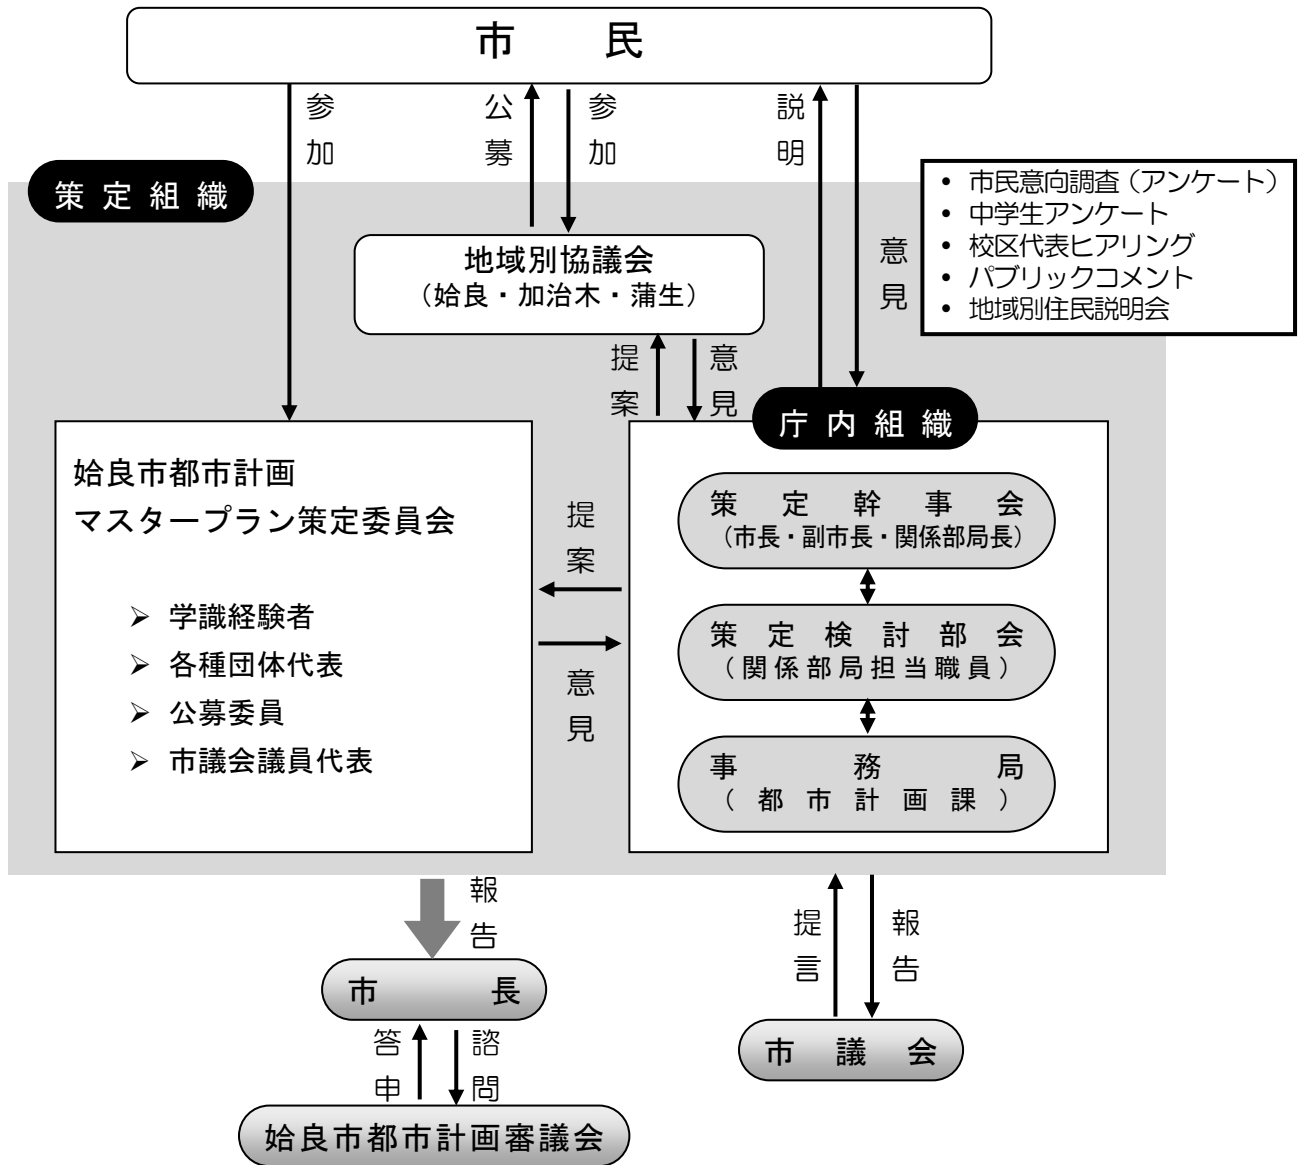 市民
参加
公募
参加
説明
意見
策定組織
• 市民意向調査（アンケート）
• 中学生アンケート
• 校区代表ヒアリング
• パブリックコメント
• 地域別住民説明会
地域別協議会
（姶良・加治木・蒲生）
提案
意見
庁内組織
姶良市都市計画
マスタープラン策定委員会
➢ 学識経験者
➢ 各種団体代表
➢ 公募委員
➢ 市議会議員代表
提案
意見
策定幹事会
（市長・副市長・関係部局長）
策定検討部会
（関係部局担当職員）
事務局
（都市計画課）
報告
市長
答申
諮問
姶良市都市計画審議会
提言
報告
市議会